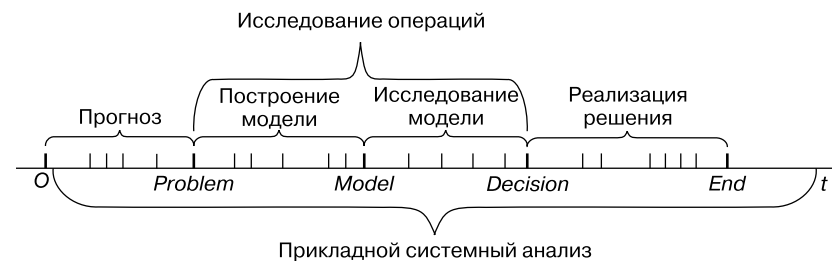 Исследование операций
Прогноз
Построение
модели
Исследование
модели
Реализация
решения
O
Problem
Model
Decision
End
t
Прикладной системный анализ